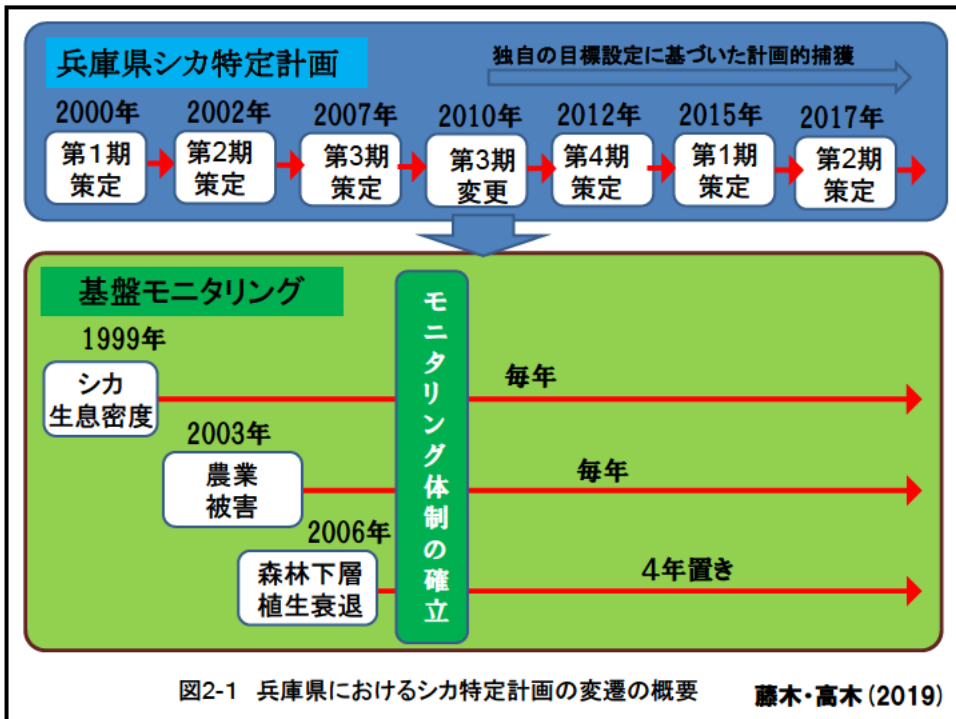 兵庫県シカ特定計画
独自の目標設定に基づいた計画的捕獲
2000年
2002年
2007年
2010年
2012年
2015年
2017年
第1期
策定
第2期
策定
第3期
策定
第3期
変更
第4期
策定
第1期
策定
第2期
策定
基盤モニタリング
モニタリング体制の確立
1999年
シカ
生息密度
毎年
2003年
農業
被害
毎年
2006年
森林下層
植生衰退
4年置き
図2-1 兵庫県におけるシカ特定計画の変遷の概要
藤木・高木(2019)